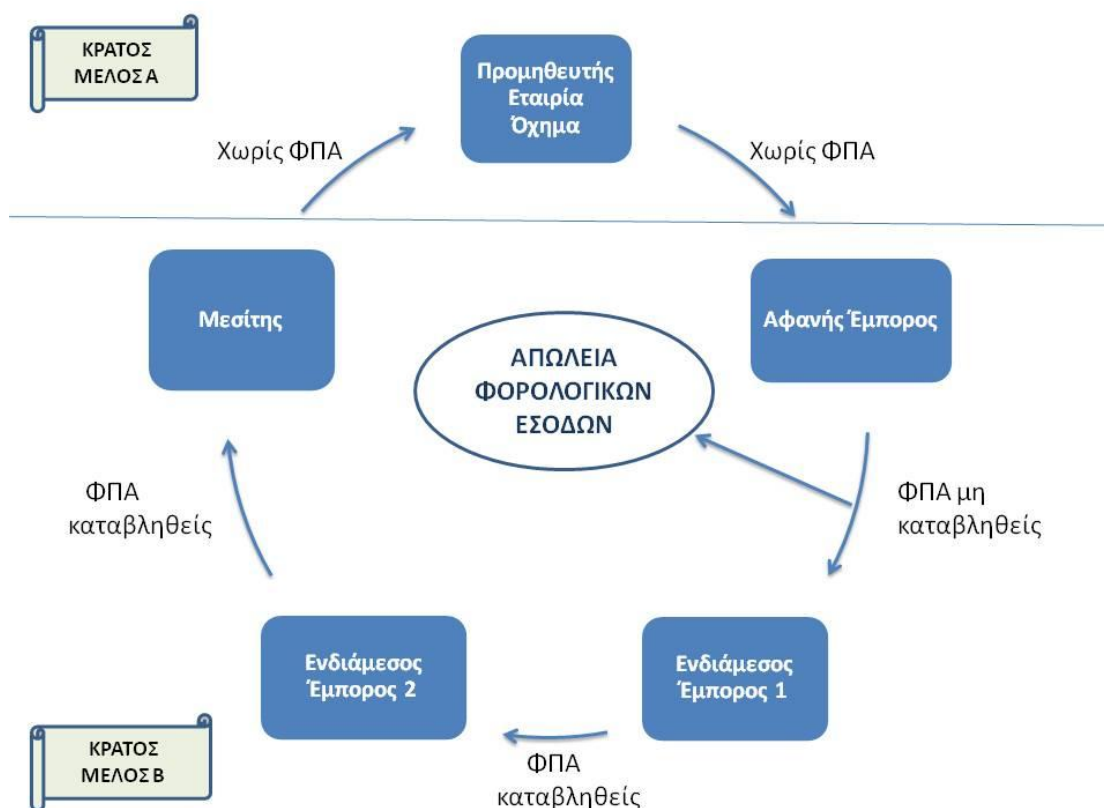 ΚΡΑΤΟΣ
ΜΕΛΟΣ Α
Προμηθευτής
Εταιρία
Όχημα
Χωρίς ΦΠΑ
Χωρίς ΦΠΑ
Μεσίτης
Αφανής Έμπορος
ΑΠΩΛΕΙΑ
ΦΟΡΟΛΟΓΙΚΩΝ
ΕΣΟΔΩΝ
ΦΠΑ
καταβληθείς
ΦΠΑ μη
καταβληθείς
Ενδιάμεσος
Έμπορος 2
Ενδιάμεσος
Έμπορος 1
ΚΡΑΤΟΣ
ΜΕΛΟΣ Β
ΦΠΑ
καταβληθείς